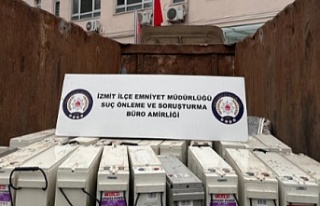 İZMİT İLÇE EMNİYET MÜDÜRLÜĞÜ
SUÇ ÖNLEME VE SORUŞTURMA
BÜRO AMİRLİĞİ